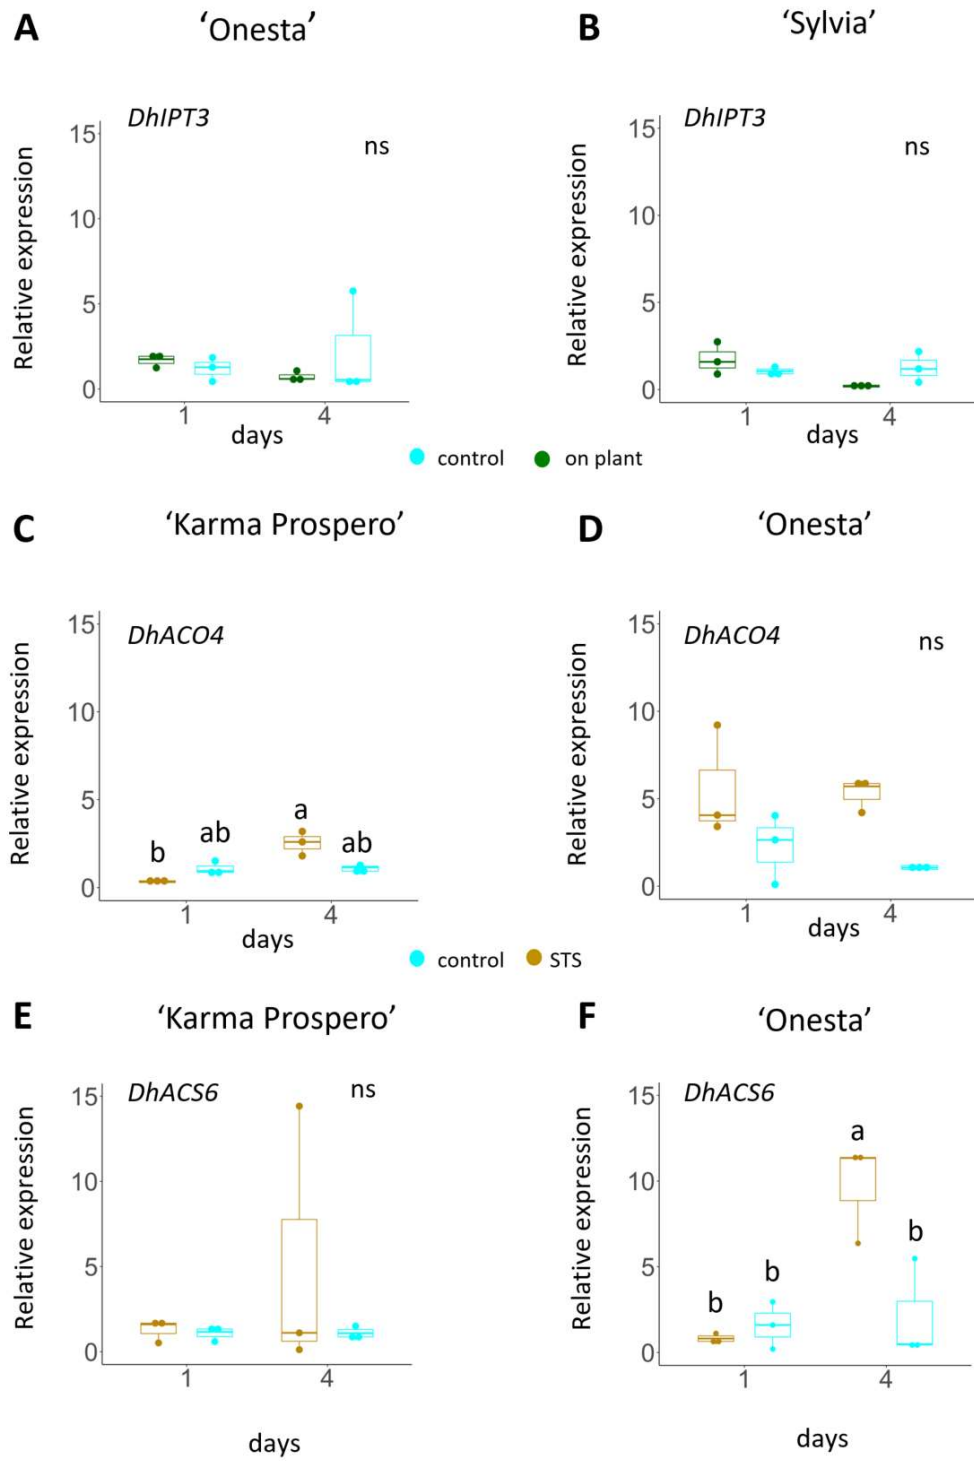 A
‘Onesta’
B
‘Sylvia’
DhIPT3
ns
Relative expression
15
10
5
0
1
4
days
DhIPT3
ns
Relative expression
15
10
5
0
1
4
days
control
on plant
C
‘Karma Prospero’
D
‘Onesta’
DhACO4
Relative expression
15
10
5
0
b
ab
a
ab
1
4
days
DhACO4
ns
Relative expression
15
10
5
0
1
4
days
control
STS
E
‘Karma Prospero’
F
‘Onesta’
DhACS6
ns
Relative expression
15
10
5
0
1
4
days
DhACS6
Relative expression
15
10
5
0
b
b
a
b
1
4
days